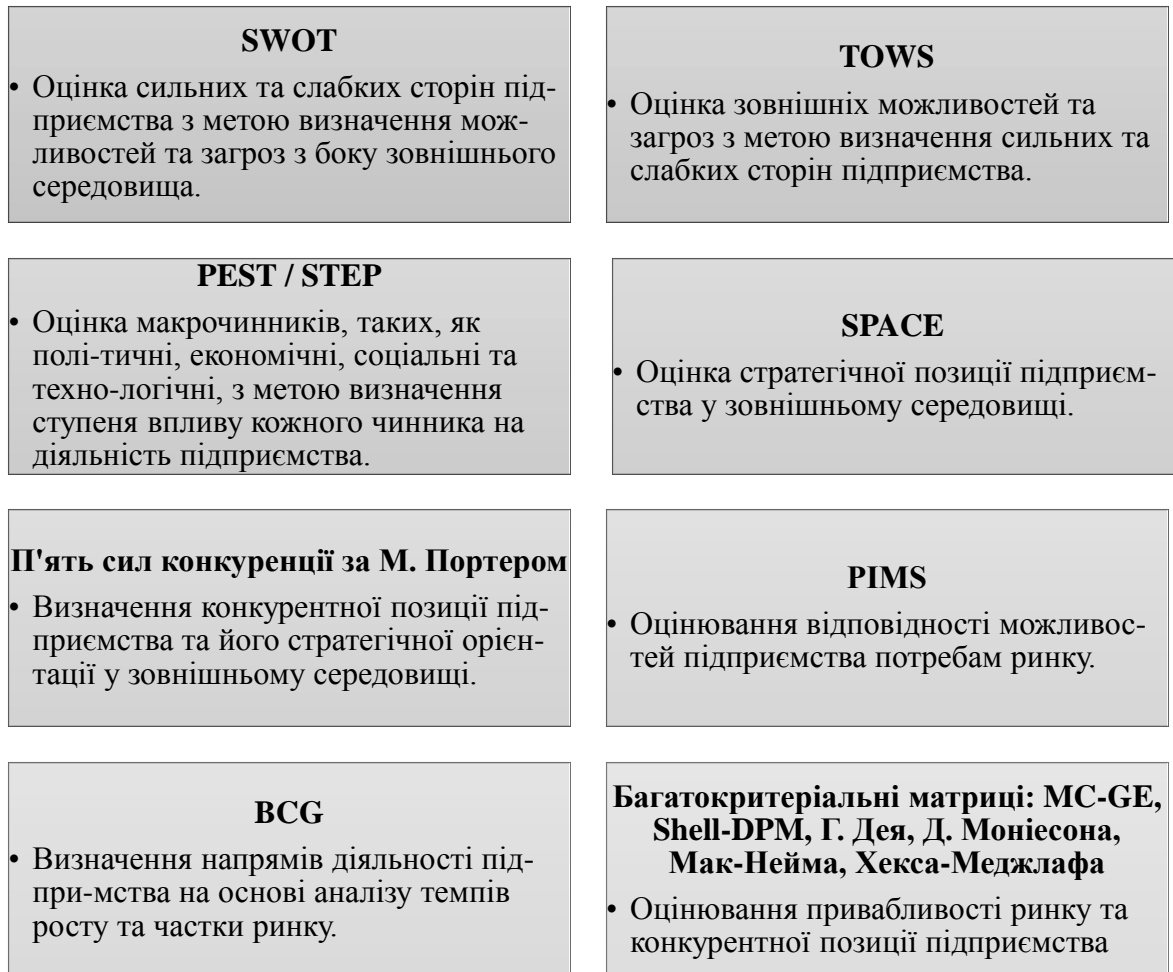 SWOT
• Оцінка сильних та слабких сторін під-
приємства з метою визначення мож-
ливостей та загроз з боку зовнішнього
середовища.
TOWS
• Оцінка зовнішніх можливостей та
загроз з метою визначення сильних та
слабких сторін підприємства.
PEST / STEP
• Оцінка макрочинників, таких, як
полі-тичні, економічні, соціальні та
техно-логічні, з метою визначення
ступеня впливу кожного чинника на
діяльність підприємства.
SPACE
• Оцінка стратегічної позиції підприєм-
ства у зовнішньому середовищі.
П'ять сил конкуренції за М. Портером
• Визначення конкурентної позиції під-
приємства та його стратегічної орієн-
тації у зовнішньому середовищі.
PIMS
• Оцінювання відповідності можливос-
тей підприємства потребам ринку.
BCG
• Визначення напрямів діяльності під-
при-мства на основі аналізу темпів
росту та частки ринку.
Багатокритеріальні матриці: MC-GE,
Shell-DPM, Г. Дея, Д. Моніесона,
Мак-Нейма, Хекса-Меджлафа
• Оцінювання привабливості ринку та
конкурентної позиції підприємства